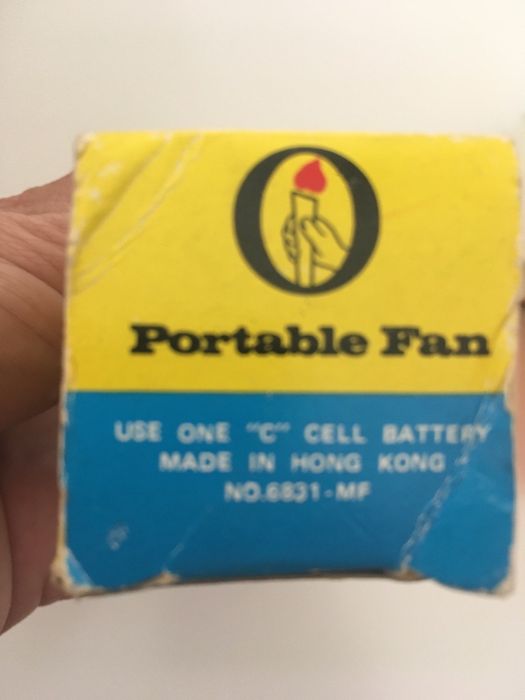 Portable Fan
USE ONE "C" CELL BATTERY
MADE IN HONG KONG
NO.6831-MF